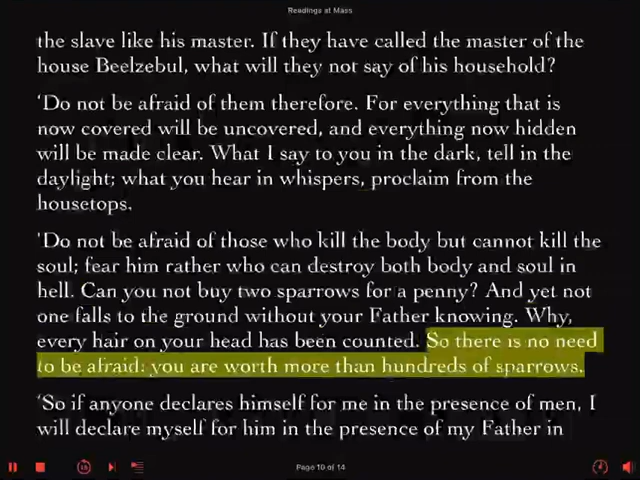 Readings at Mass
the slave like his master. If they have called the master of the
house Beelzebul, what will they not say of his household?
‘Do not be afraid of them therefore. For everything that is
now covered will be uncovered, and everything now hidden
will be made clear. What I say to you in the dark, tell in the
daylight; what you hear in whispers, proclaim from the
housetops.
‘Do not be afraid of those who kill the body but cannot kill the
soul; fear him rather who can destroy both body and soul in
hell. Can you not buy two sparrows for a penny? And yet not
one falls to the ground without your Father knowing. Why,
every hair on your head has been counted. So there is no need
to be afraid; you are worth more than hundreds of sparrows.
‘So if anyone declares himself for me in the presence of men, I
will declare myself for him in the presence of my Father in
Page 10 of 14